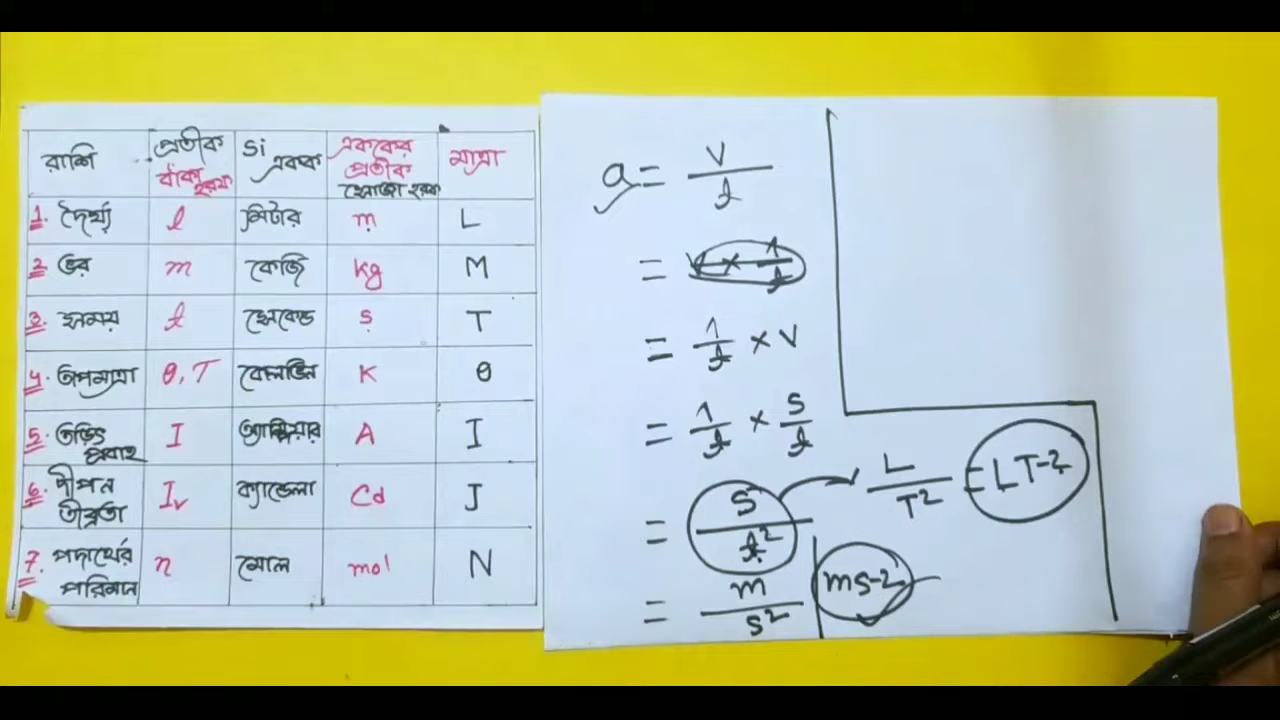 রাশি প্রতীক বাঁকা হরফ Si একক এককের প্রতীক সোজা হরফ মাত্রা
1. দৈর্ঘ্য l মিটার m L
2. ভর m কেজি kg M
3. সময় t সেকেন্ড s T
4. তাপমাত্রা θ, T কেলভিন K θ
5. তড়িৎ প্রবাহ I অ্যাম্পিয়ার A I
6. দীপন তীব্রতা Iv ক্যান্ডেলা Cd J
7. পদার্থের পরিমান n মোল mol N
a = V/t
= V × 1/t
= 1/t × V
= 1/t × S/t
= S/t² L/T² = LT-2
= m/s² ms-2